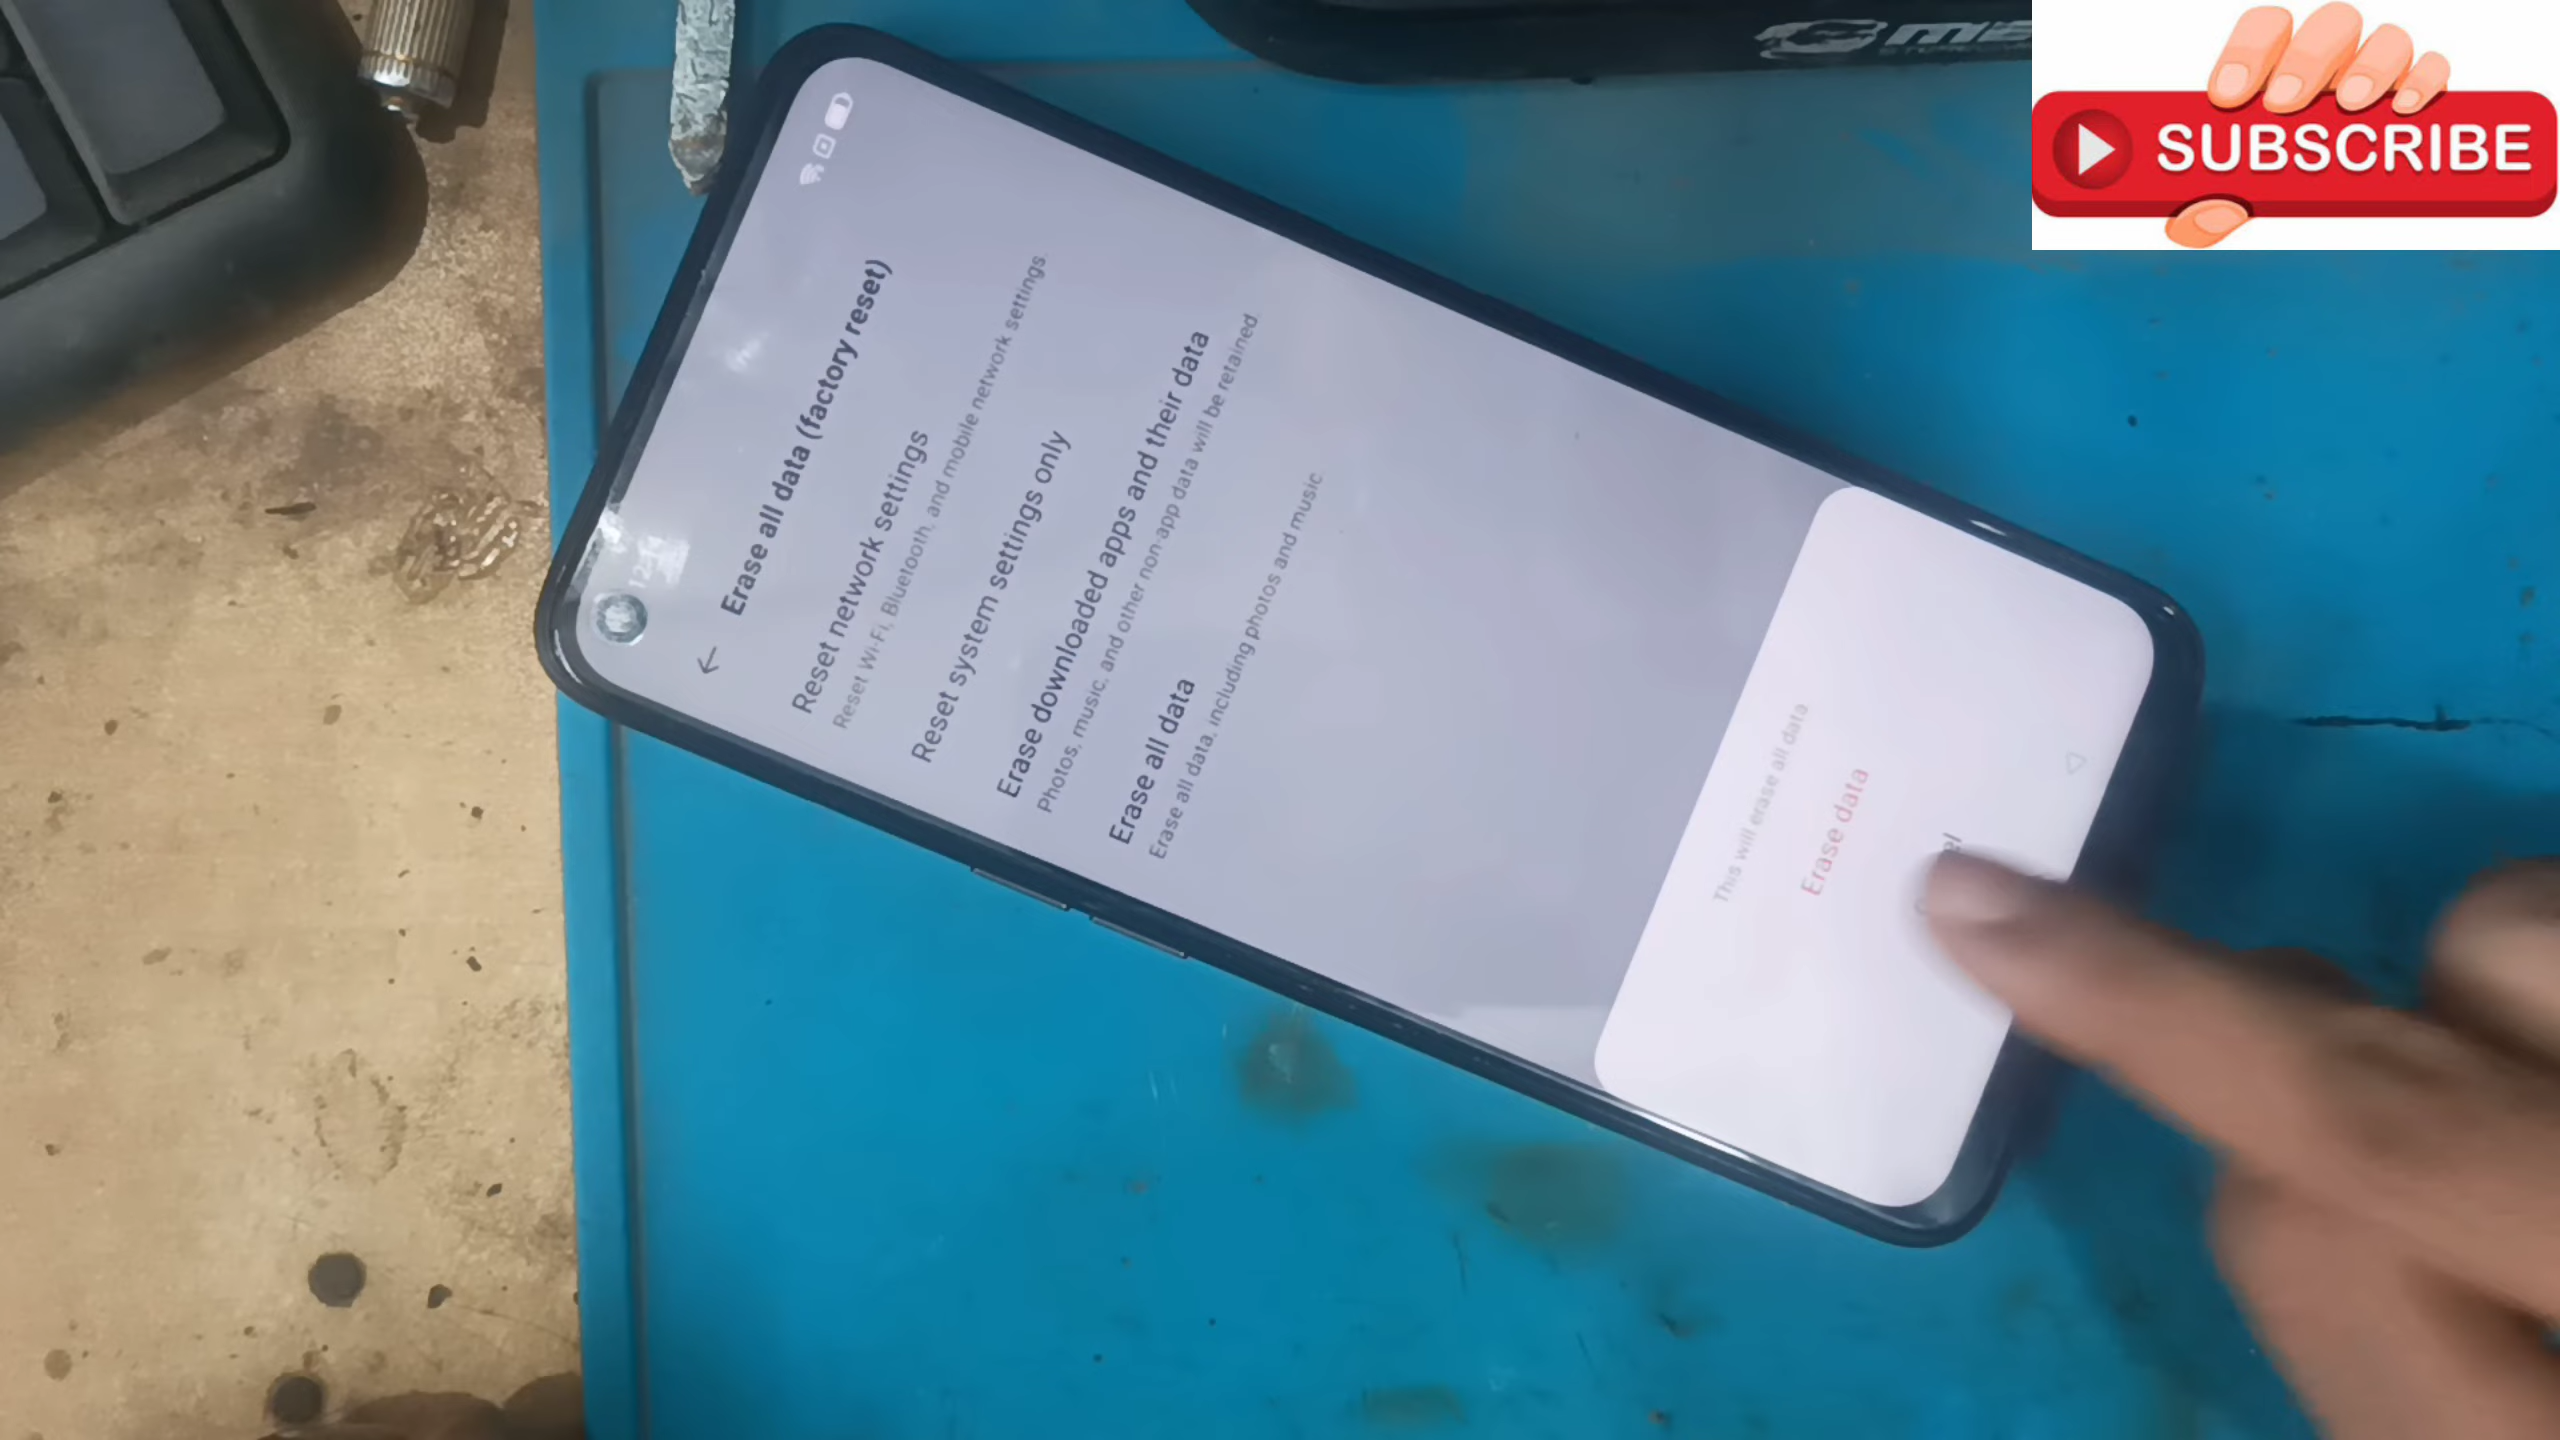 Erase all data (factory reset)
Reset network settings
Reset Wi-Fi, Bluetooth, and mobile network settings.
Reset system settings only
Erase downloaded apps and their data
Photos, music, and other non-app data will be retained.
Erase all data
Erase all data, including photos and music
This will erase all data
Erase data
SUBSCRIBE